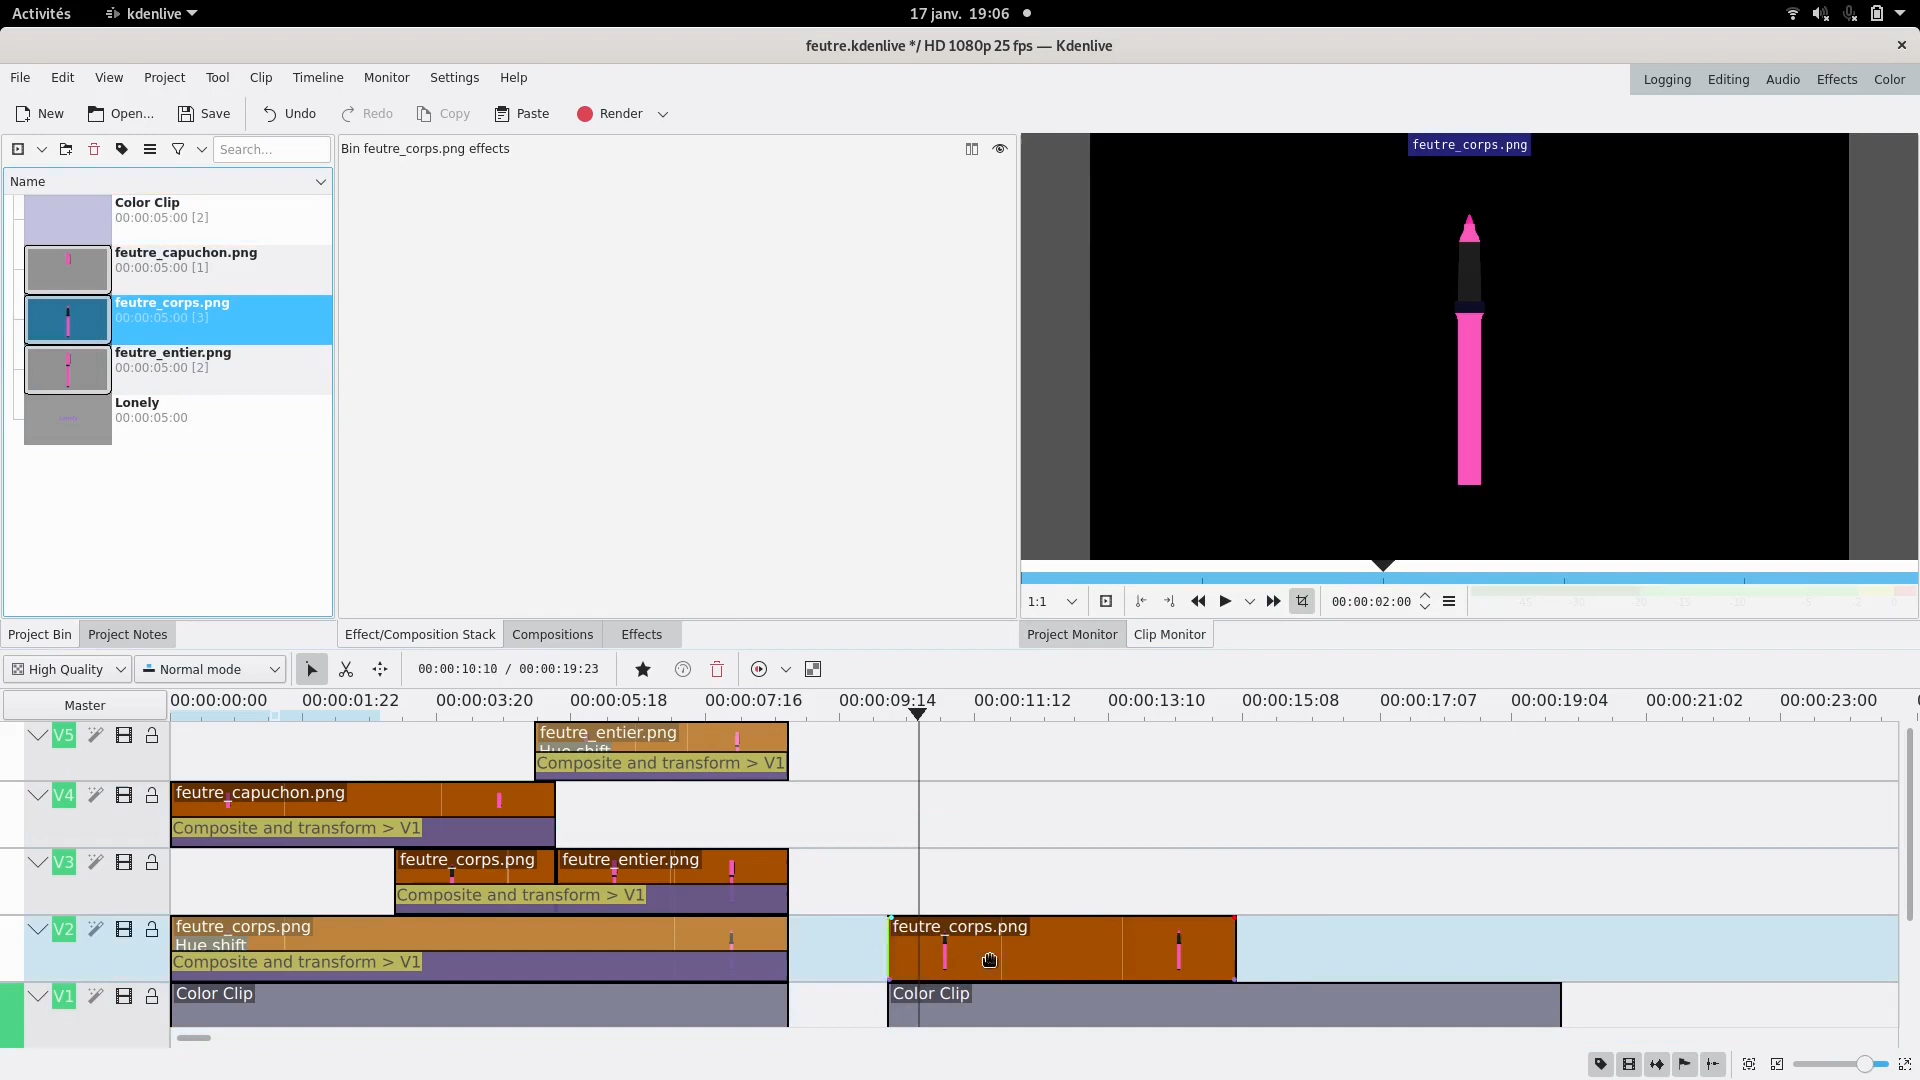 Activités kdenlive 17 janv. 19:06
feutre.kdenlive */ HD 1080p 25 fps — Kdenlive
File Edit View Project Tool Clip Timeline Monitor Settings Help Logging Editing Audio Effects Color
New Open... Save Undo Redo Copy Paste Render
Search... Bin feutre_corps.png effects feutre_corps.png
Name
Color Clip
00:00:05:00 [2]
feutre_capuchon.png
00:00:05:00 [1]
feutre_corps.png
00:00:05:00 [3]
feutre_entier.png
00:00:05:00 [2]
Lonely
00:00:05:00
1:1 00:00:02:00
Project Bin Project Notes Effect/Composition Stack Compositions Effects Project Monitor Clip Monitor
High Quality Normal mode 00:00:10:10 / 00:00:19:23
Master 00:00:00:00 00:00:01:22 00:00:03:20 00:00:05:18 00:00:07:16 00:00:09:14 00:00:11:12 00:00:13:10 00:00:15:08 00:00:17:07 00:00:19:04 00:00:21:02 00:00:23:00
V5 feutre_entier.png
Hue shift
Composite and transform > V1
V4 feutre_capuchon.png
Composite and transform > V1
V3 feutre_corps.png feutre_entier.png
Composite and transform > V1
V2 feutre_corps.png feutre_corps.png
Hue shift
Composite and transform > V1
V1 Color Clip Color Clip